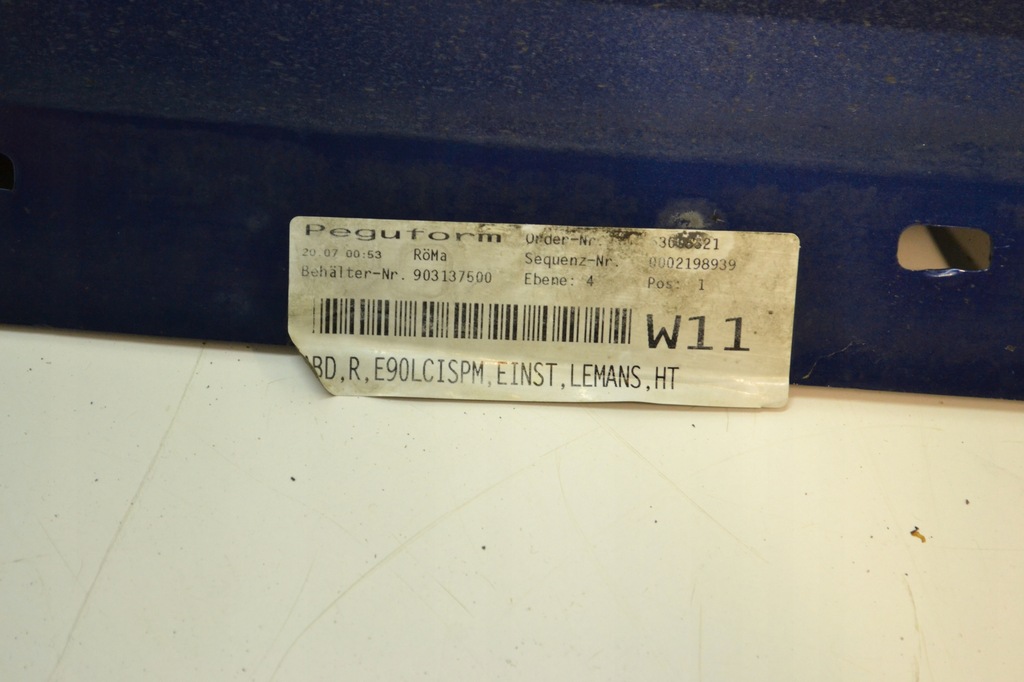 Peguform Order-Nr.
20.07 00:53 RöMa Sequenz-Nr. 0002198939
Behälter-Nr. 903137500 Ebene: 4 Pos: 1
W11
BD,R,E90LCISPM,EINST,LEMANS,HT